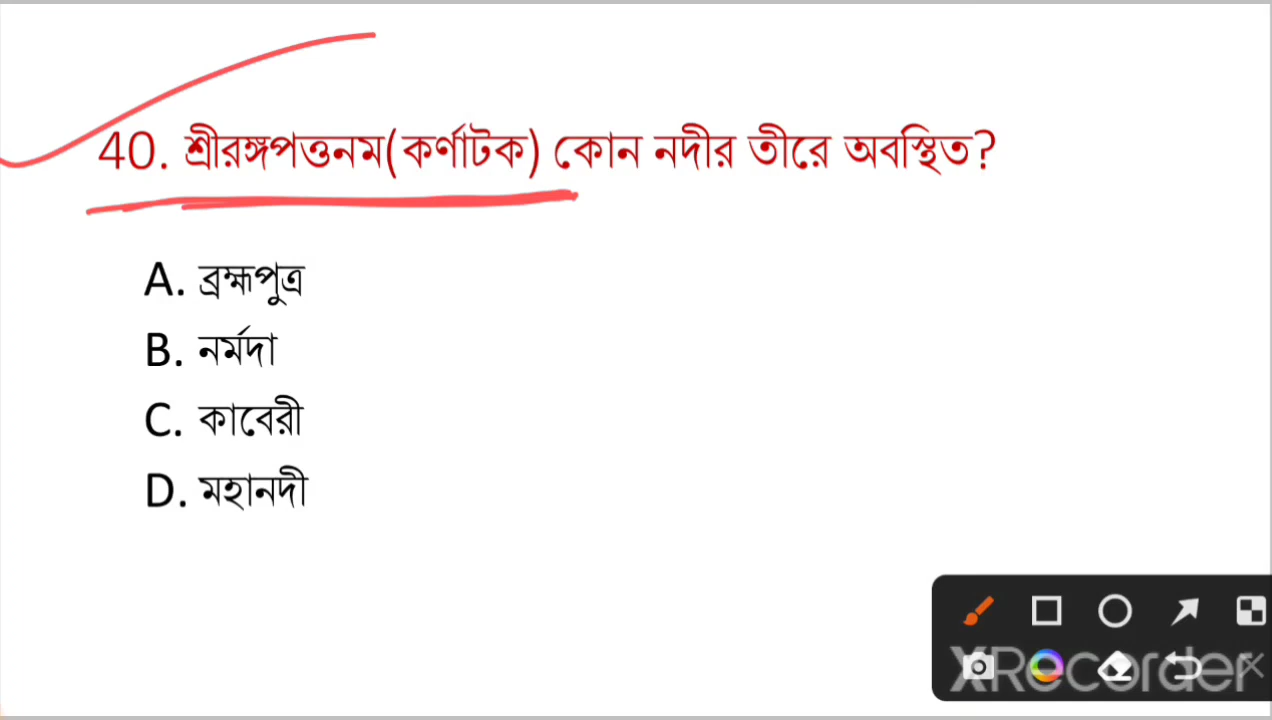 40. শ্রীরঙ্গপত্তনম(কর্ণাটক) কোন নদীর তীরে অবস্থিত?
A. ব্রহ্মপুত্র
B. নর্মদা
C. কাবেরী
D. মহানদী
XRecorder